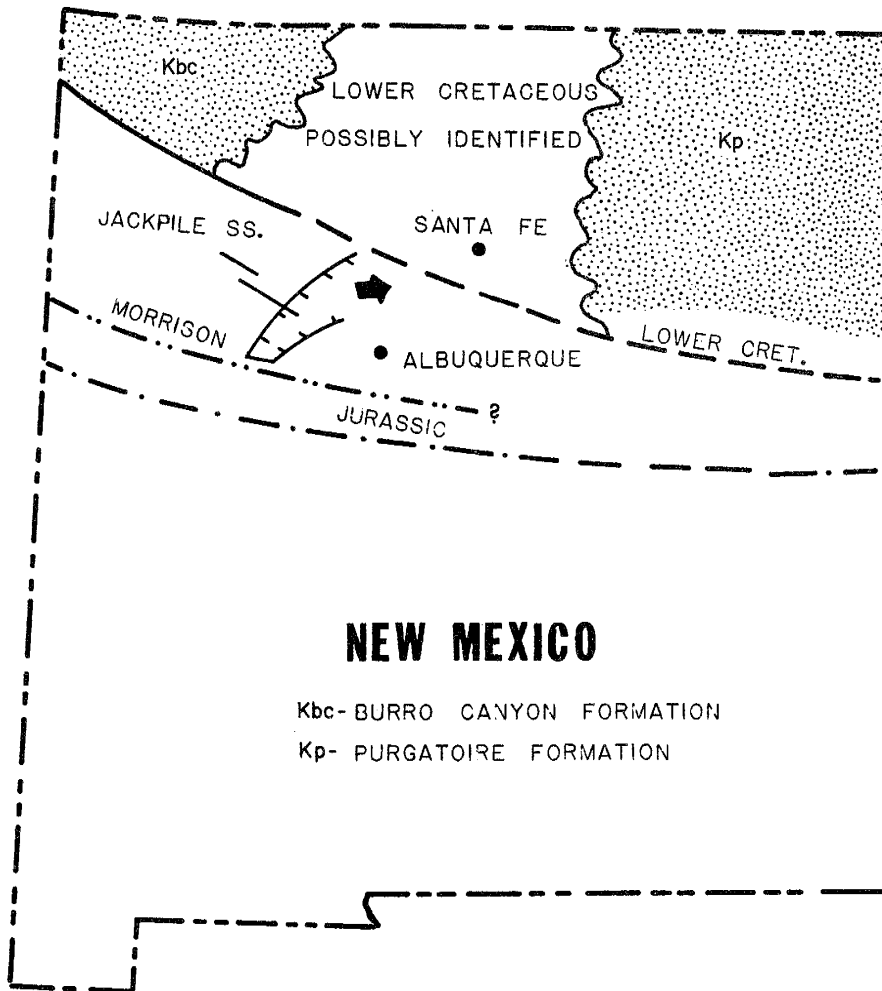 Kbc
LOWER CRETACEOUS
POSSIBLY IDENTIFIED
Kp
JACKPILE SS.
SANTA FE
MORRISON
LOWER CRET.
ALBUQUERQUE
?
JURASSIC
NEW MEXICO
Kbc- BURRO CANYON FORMATION
Kp- PURGATOIRE FORMATION